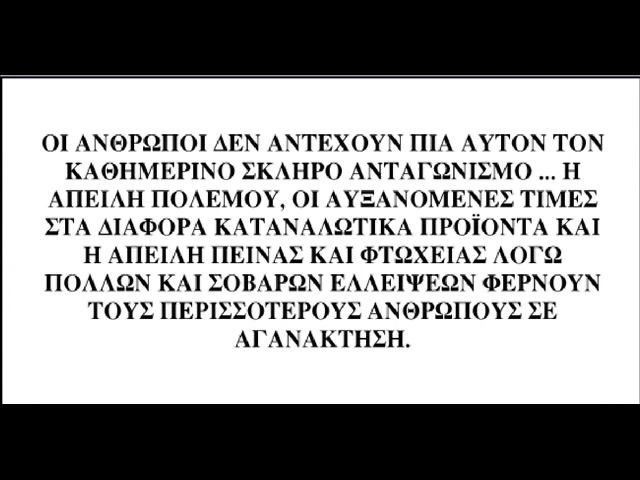 ΟΙ ΑΝΘΡΩΠΟΙ ΔΕΝ ΑΝΤΕΧΟΥΝ ΠΙΑ ΑΥΤΟΝ ΤΟΝ
ΚΑΘΗΜΕΡΙΝΟ ΣΚΛΗΡΟ ΑΝΤΑΓΩΝΙΣΜΟ ... Η
ΑΠΕΙΛΗ ΠΟΛΕΜΟΥ, ΟΙ ΑΥΞΑΝΟΜΕΝΕΣ ΤΙΜΕΣ
ΣΤΑ ΔΙΑΦΟΡΑ ΚΑΤΑΝΑΛΩΤΙΚΑ ΠΡΟΪΟΝΤΑ ΚΑΙ
Η ΑΠΕΙΛΗ ΠΕΙΝΑΣ ΚΑΙ ΦΤΩΧΕΙΑΣ ΛΟΓΩ
ΠΟΛΛΩΝ ΚΑΙ ΣΟΒΑΡΩΝ ΕΛΛΕΙΨΕΩΝ ΦΕΡΝΟΥΝ
ΤΟΥΣ ΠΕΡΙΣΣΟΤΕΡΟΥΣ ΑΝΘΡΩΠΟΥΣ ΣΕ
ΑΓΑΝΑΚΤΗΣΗ.